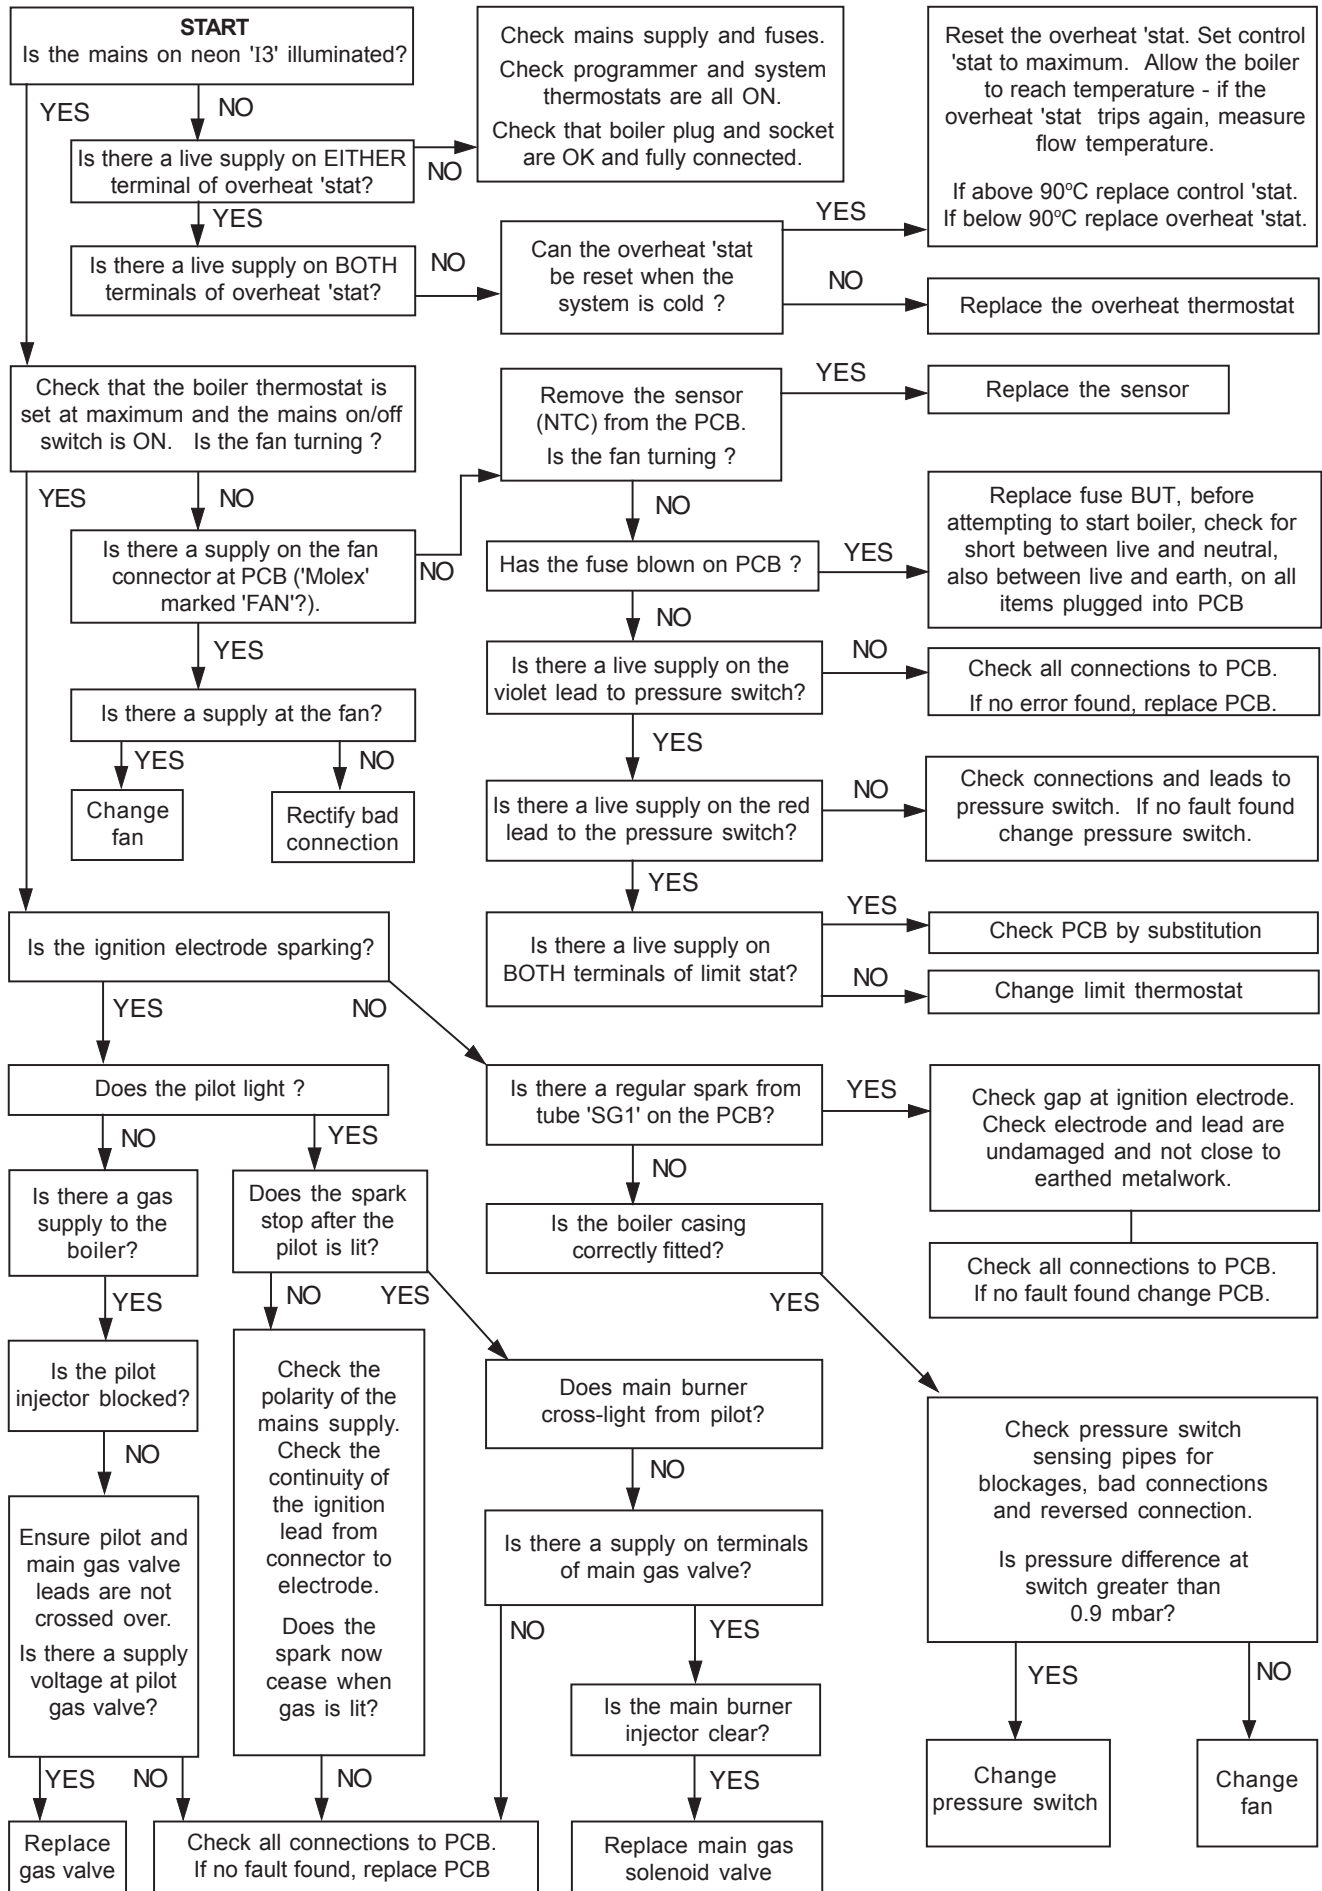 START
Is the mains on neon 'I3' illuminated?
YES
NO
Is there a live supply on EITHER
terminal of overheat 'stat?
NO
Check mains supply and fuses.
Check programmer and system
thermostats are all ON.
Check that boiler plug and socket
are OK and fully connected.
YES
Is there a live supply on BOTH
terminals of overheat 'stat?
NO
Can the overheat 'stat
be reset when the
system is cold ?
YES
Reset the overheat 'stat. Set control
'stat to maximum. Allow the boiler
to reach temperature - if the
overheat 'stat trips again, measure
flow temperature.
If above 90°C replace control 'stat.
If below 90°C replace overheat 'stat.
NO
Replace the overheat thermostat
Check that the boiler thermostat is
set at maximum and the mains on/off
switch is ON. Is the fan turning ?
YES
NO
Is there a supply on the fan
connector at PCB ('Molex'
marked 'FAN'?).
NO
YES
Is there a supply at the fan?
YES
NO
Change
fan
Rectify bad
connection
Remove the sensor
(NTC) from the PCB.
Is the fan turning ?
YES
Replace the sensor
NO
Has the fuse blown on PCB ?
YES
Replace fuse BUT, before
attempting to start boiler, check for
short between live and neutral,
also between live and earth, on all
items plugged into PCB
NO
Is there a live supply on the
violet lead to pressure switch?
NO
Check all connections to PCB.
If no error found, replace PCB.
YES
Is there a live supply on the red
lead to the pressure switch?
NO
Check connections and leads to
pressure switch. If no fault found
change pressure switch.
YES
Is there a live supply on
BOTH terminals of limit stat?
YES
Check PCB by substitution
NO
Change limit thermostat
Is the ignition electrode sparking?
YES
NO
Does the pilot light ?
NO
YES
Is there a gas
supply to the
boiler?
YES
Is the pilot
injector blocked?
NO
Ensure pilot and
main gas valve
leads are not
crossed over.
Is there a supply
voltage at pilot
gas valve?
YES
NO
Replace
gas valve
Does the spark
stop after the
pilot is lit?
NO
YES
Check the
polarity of the
mains supply.
Check the
continuity of
the ignition
lead from
connector to
electrode.
Does the
spark now
cease when
gas is lit?
NO
Check all connections to PCB.
If no fault found, replace PCB
Is there a regular spark from
tube 'SG1' on the PCB?
YES
Check gap at ignition electrode.
Check electrode and lead are
undamaged and not close to
earthed metalwork.
Check all connections to PCB.
If no fault found change PCB.
NO
Is the boiler casing
correctly fitted?
YES
Does main burner
cross-light from pilot?
NO
Is there a supply on terminals
of main gas valve?
NO
YES
Is the main burner
injector clear?
YES
Replace main gas
solenoid valve
Check pressure switch
sensing pipes for
blockages, bad connections
and reversed connection.
Is pressure difference at
switch greater than
0.9 mbar?
YES
NO
Change
pressure switch
Change
fan